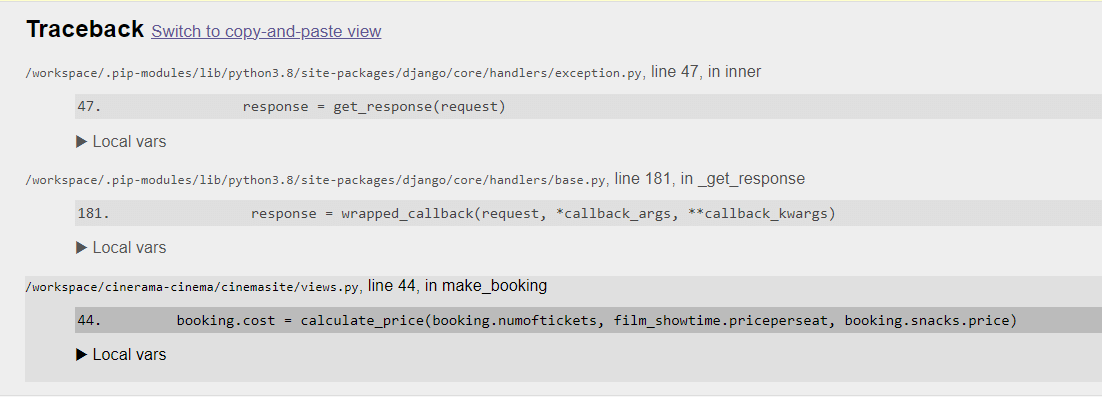 Traceback Switch to copy-and-paste view
/workspace/.pip-modules/lib/python3.8/site-packages/django/core/handlers/exception.py, line 47, in inner
47. response = get_response(request)
▶ Local vars
/workspace/.pip-modules/lib/python3.8/site-packages/django/core/handlers/base.py, line 181, in _get_response
181. response = wrapped_callback(request, *callback_args, **callback_kwargs)
▶ Local vars
/workspace/cinerama-cinema/cinemasite/views.py, line 44, in make_booking
44. booking.cost = calculate_price(booking.numoftickets, film_showtime.priceperseat, booking.snacks.price)
▶ Local vars